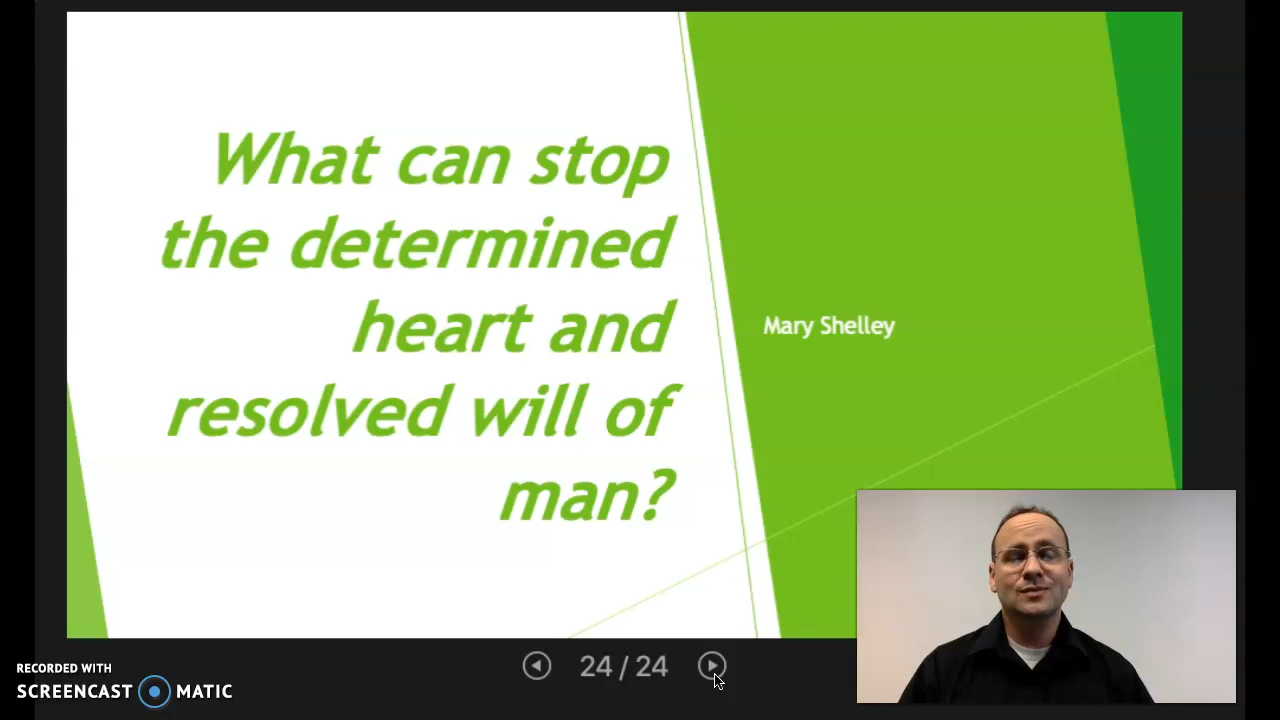 What can stop
the determined
heart and
resolved will of
man?
Mary Shelley
24 / 24
RECORDED WITH
SCREENCAST MATIC